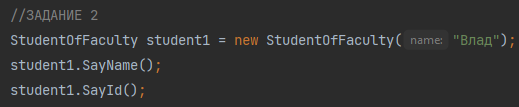 //ЗАДАНИЕ 2
StudentOfFaculty student1 = new StudentOfFaculty( name: "Влад");
student1.SayName();
student1.SayId();